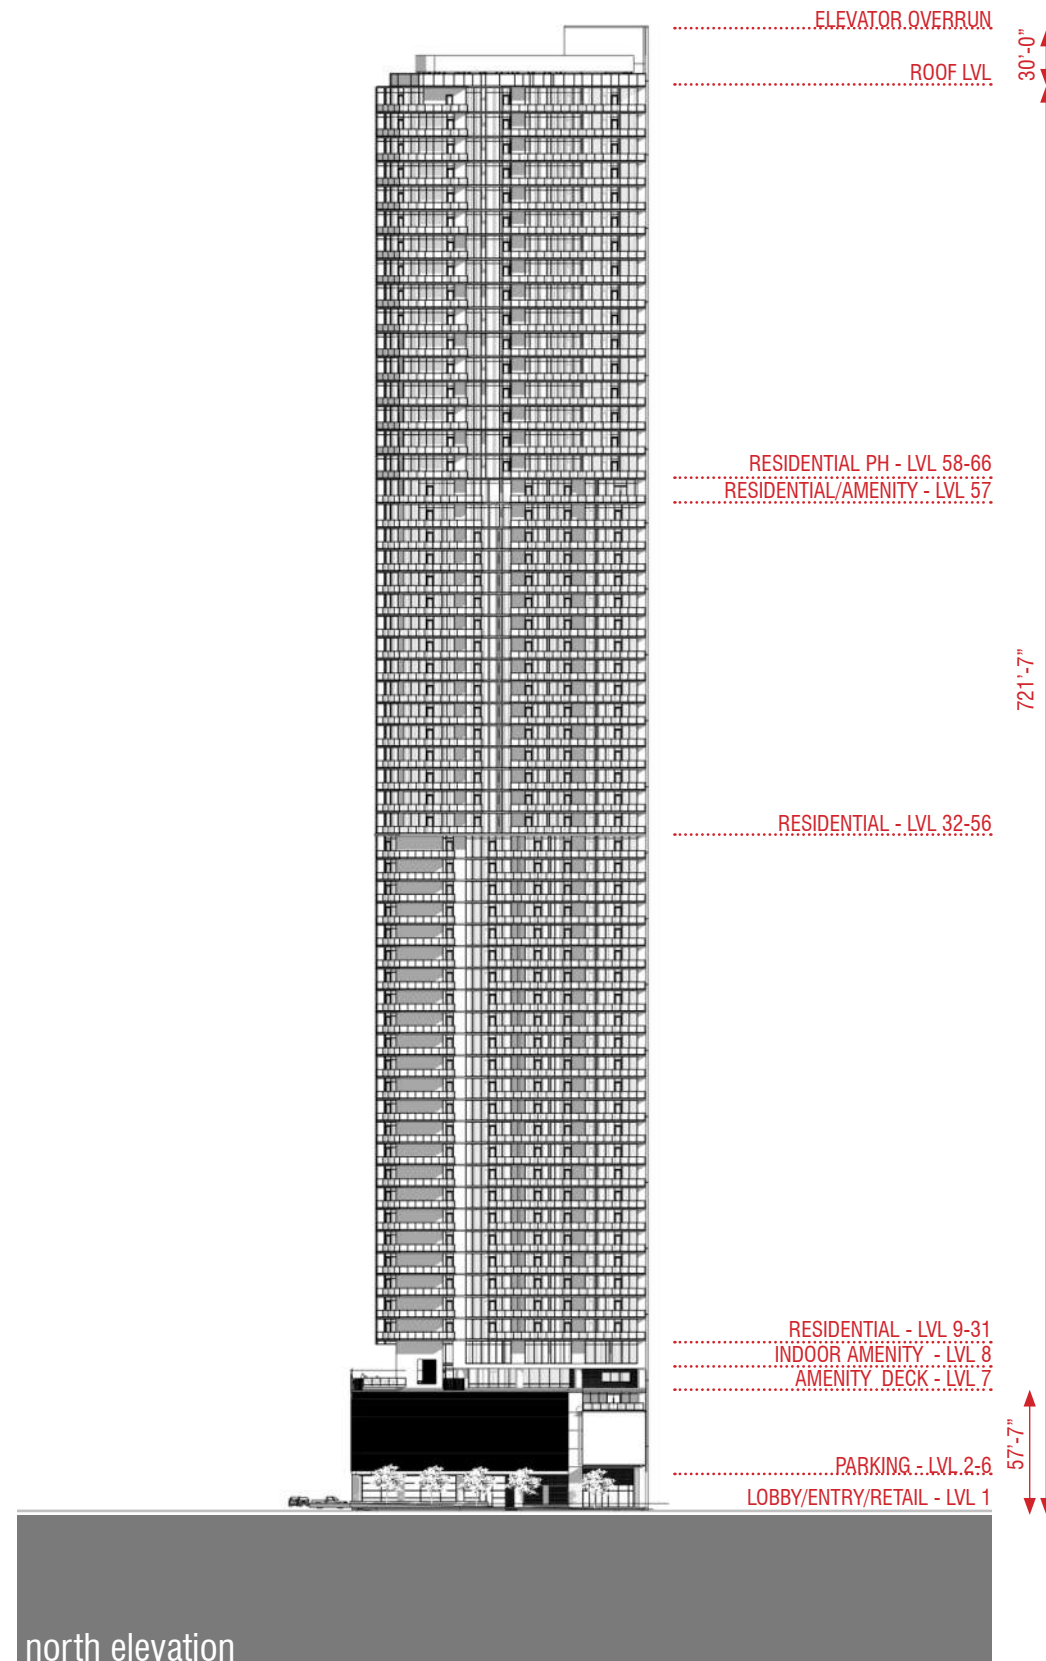 ELEVATOR OVERRUN
30'-0”
ROOF LVL
RESIDENTIAL PH - LVL 58-66
RESIDENTIAL/AMENITY - LVL 57
721'-7”
RESIDENTIAL - LVL 32-56
RESIDENTIAL - LVL 9-31
INDOOR AMENITY - LVL 8
AMENITY DECK - LVL 7
57'-7”
PARKING - LVL 2-6
LOBBY/ENTRY/RETAIL - LVL 1
north elevation